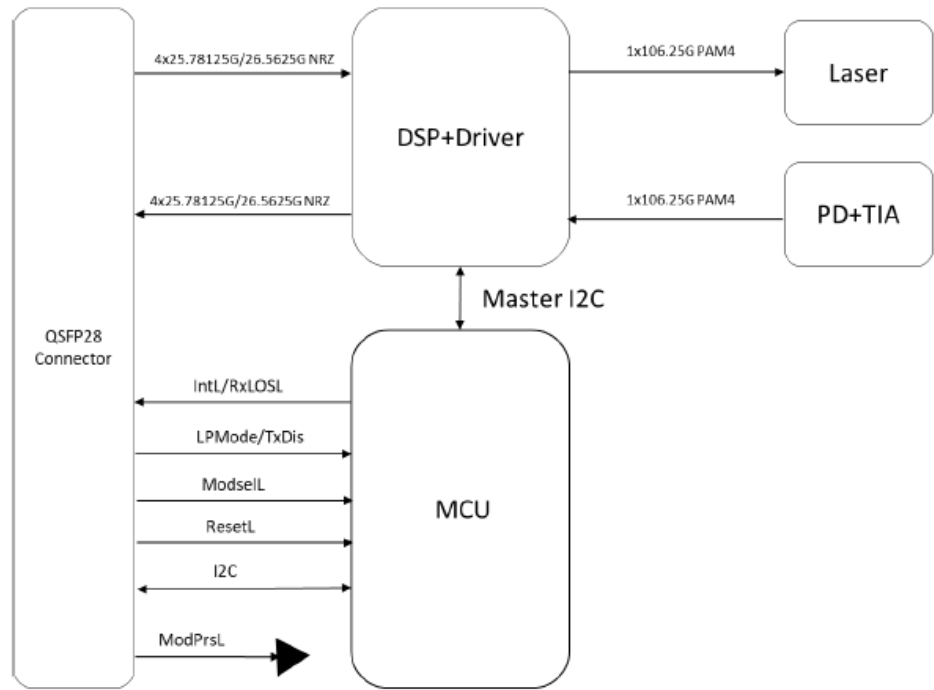 4x25.78125G/26.5625G NRZ
1x106.25G PAM4
Laser
DSP+Driver
4x25.78125G/26.5625G NRZ
1x106.25G PAM4
PD+TIA
Master I2C
QSFP28
Connector
IntL/RxLOSL
LPMode/TxDis
ModselL
MCU
ResetL
I2C
ModPrsL